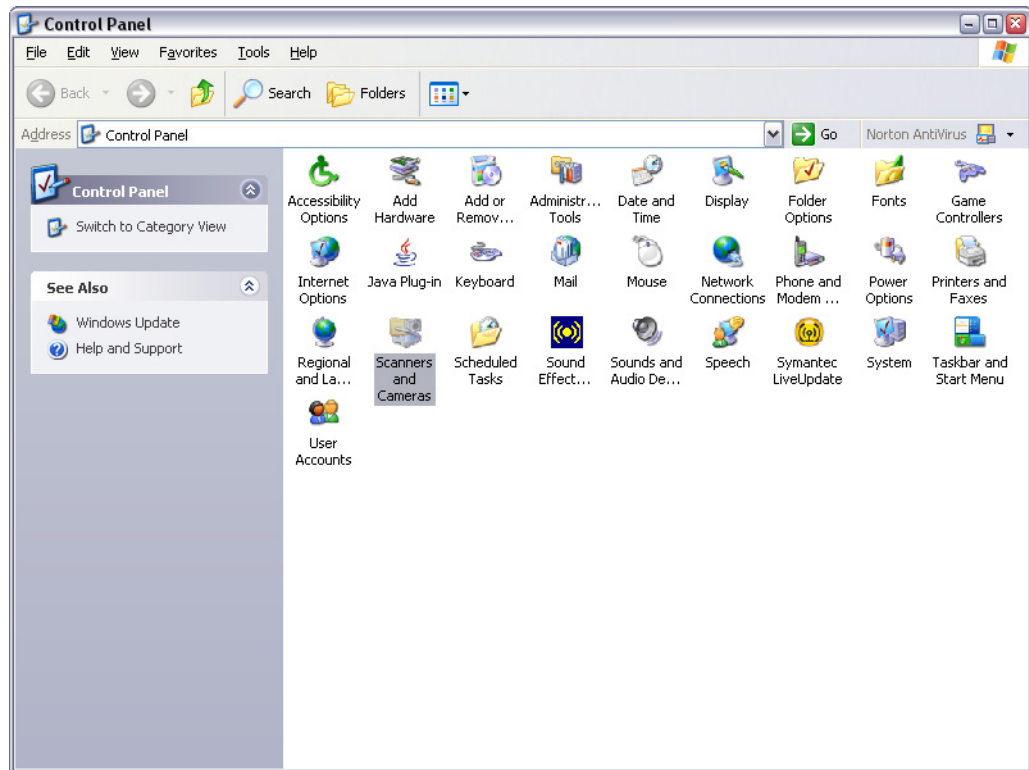 Control Panel
File Edit View Favorites Tools Help
Back Search Folders
Address Control Panel Go Norton AntiVirus
Control Panel
Switch to Category View
See Also
Windows Update
Help and Support
Accessibility Options
Add Hardware
Add or Remov...
Administr... Tools
Date and Time
Display
Folder Options
Fonts
Game Controllers
Internet Options
Java Plug-in
Keyboard
Mail
Mouse
Network Connections
Phone and Modem ...
Power Options
Printers and Faxes
Regional and La...
Scanners and Cameras
Scheduled Tasks
Sound Effect...
Sounds and Audio De...
Speech
Symantec LiveUpdate
System
Taskbar and Start Menu
User Accounts